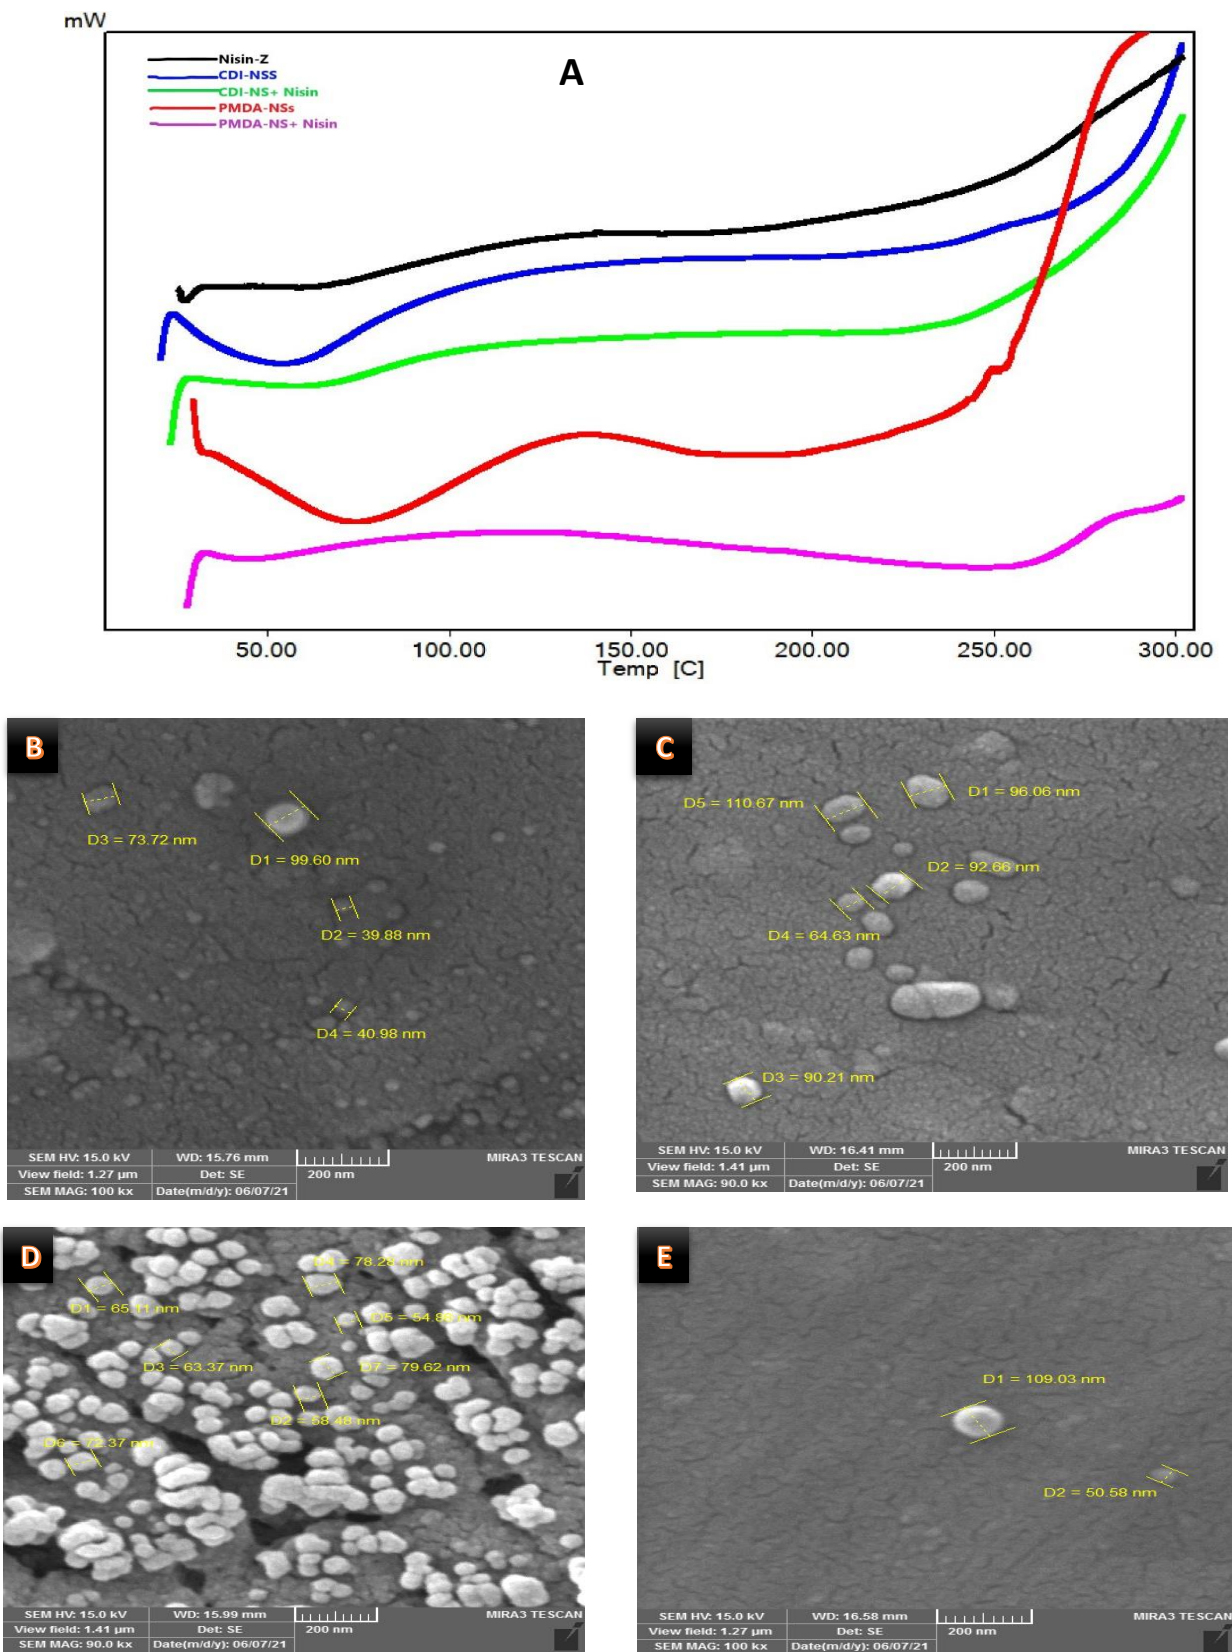 mW
A
Nisin-Z
CDI-NSS
CDI-NS+ Nisin
PMDA-NSs
PMDA-NS+ Nisin
50.00 100.00 150.00 200.00 250.00 300.00
Temp [C]
B
D3 = 73.72 nm
D1 = 99.60 nm
D2 = 39.88 nm
D4 = 40.98 nm
SEM HV: 15.0 kV WD: 15.76 mm MIRA3 TESCAN
View field: 1.27 µm Det: SE 200 nm
SEM MAG: 100 kx Date(m/d/y): 06/07/21
C
D1 = 96.06 nm
D5 = 110.67 nm
D2 = 92.66 nm
D4 = 64.63 nm
D3 = 90.21 nm
SEM HV: 15.0 kV WD: 16.41 mm MIRA3 TESCAN
View field: 1.41 µm Det: SE 200 nm
SEM MAG: 90.0 kx Date(m/d/y): 06/07/21
D
D4 = 78.28 nm
D1 = 65.11 nm
D5 = 54.86 nm
D3 = 63.37 nm
D7 = 79.62 nm
D2 = 58.48 nm
D6 = 72.37 nm
SEM HV: 15.0 kV WD: 15.99 mm MIRA3 TESCAN
View field: 1.41 µm Det: SE 200 nm
SEM MAG: 90.0 kx Date(m/d/y): 06/07/21
E
D1 = 109.03 nm
D2 = 50.58 nm
SEM HV: 15.0 kV WD: 16.58 mm MIRA3 TESCAN
View field: 1.27 µm Det: SE 200 nm
SEM MAG: 100 kx Date(m/d/y): 06/07/21